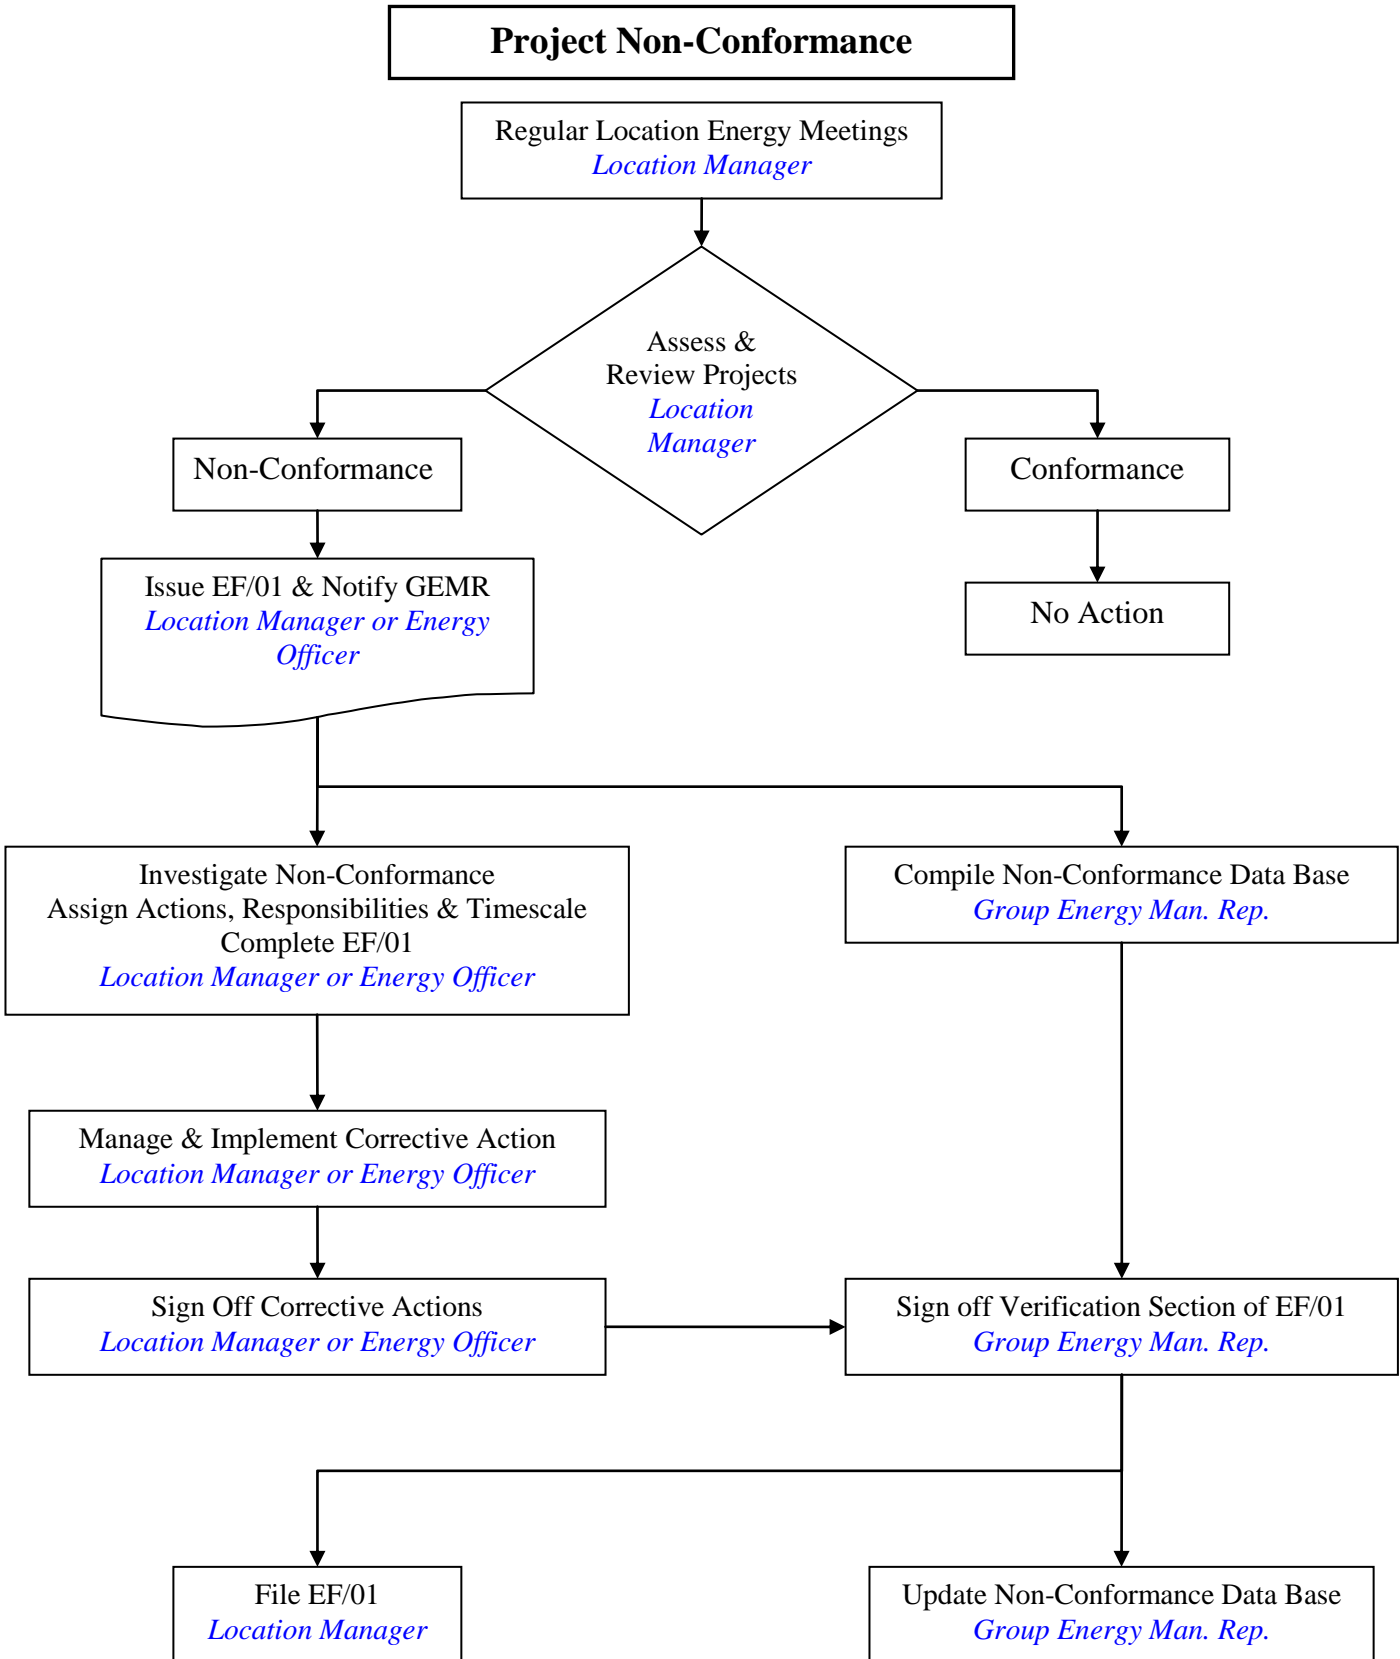 Project Non-Conformance
Regular Location Energy Meetings
Location Manager
Assess &
Review Projects
Location
Manager
Non-Conformance
Conformance
Issue EF/01 & Notify GEMR
Location Manager or Energy
Officer
No Action
Investigate Non-Conformance
Assign Actions, Responsibilities & Timescale
Complete EF/01
Location Manager or Energy Officer
Compile Non-Conformance Data Base
Group Energy Man. Rep.
Manage & Implement Corrective Action
Location Manager or Energy Officer
Sign Off Corrective Actions
Location Manager or Energy Officer
Sign off Verification Section of EF/01
Group Energy Man. Rep.
File EF/01
Location Manager
Update Non-Conformance Data Base
Group Energy Man. Rep.